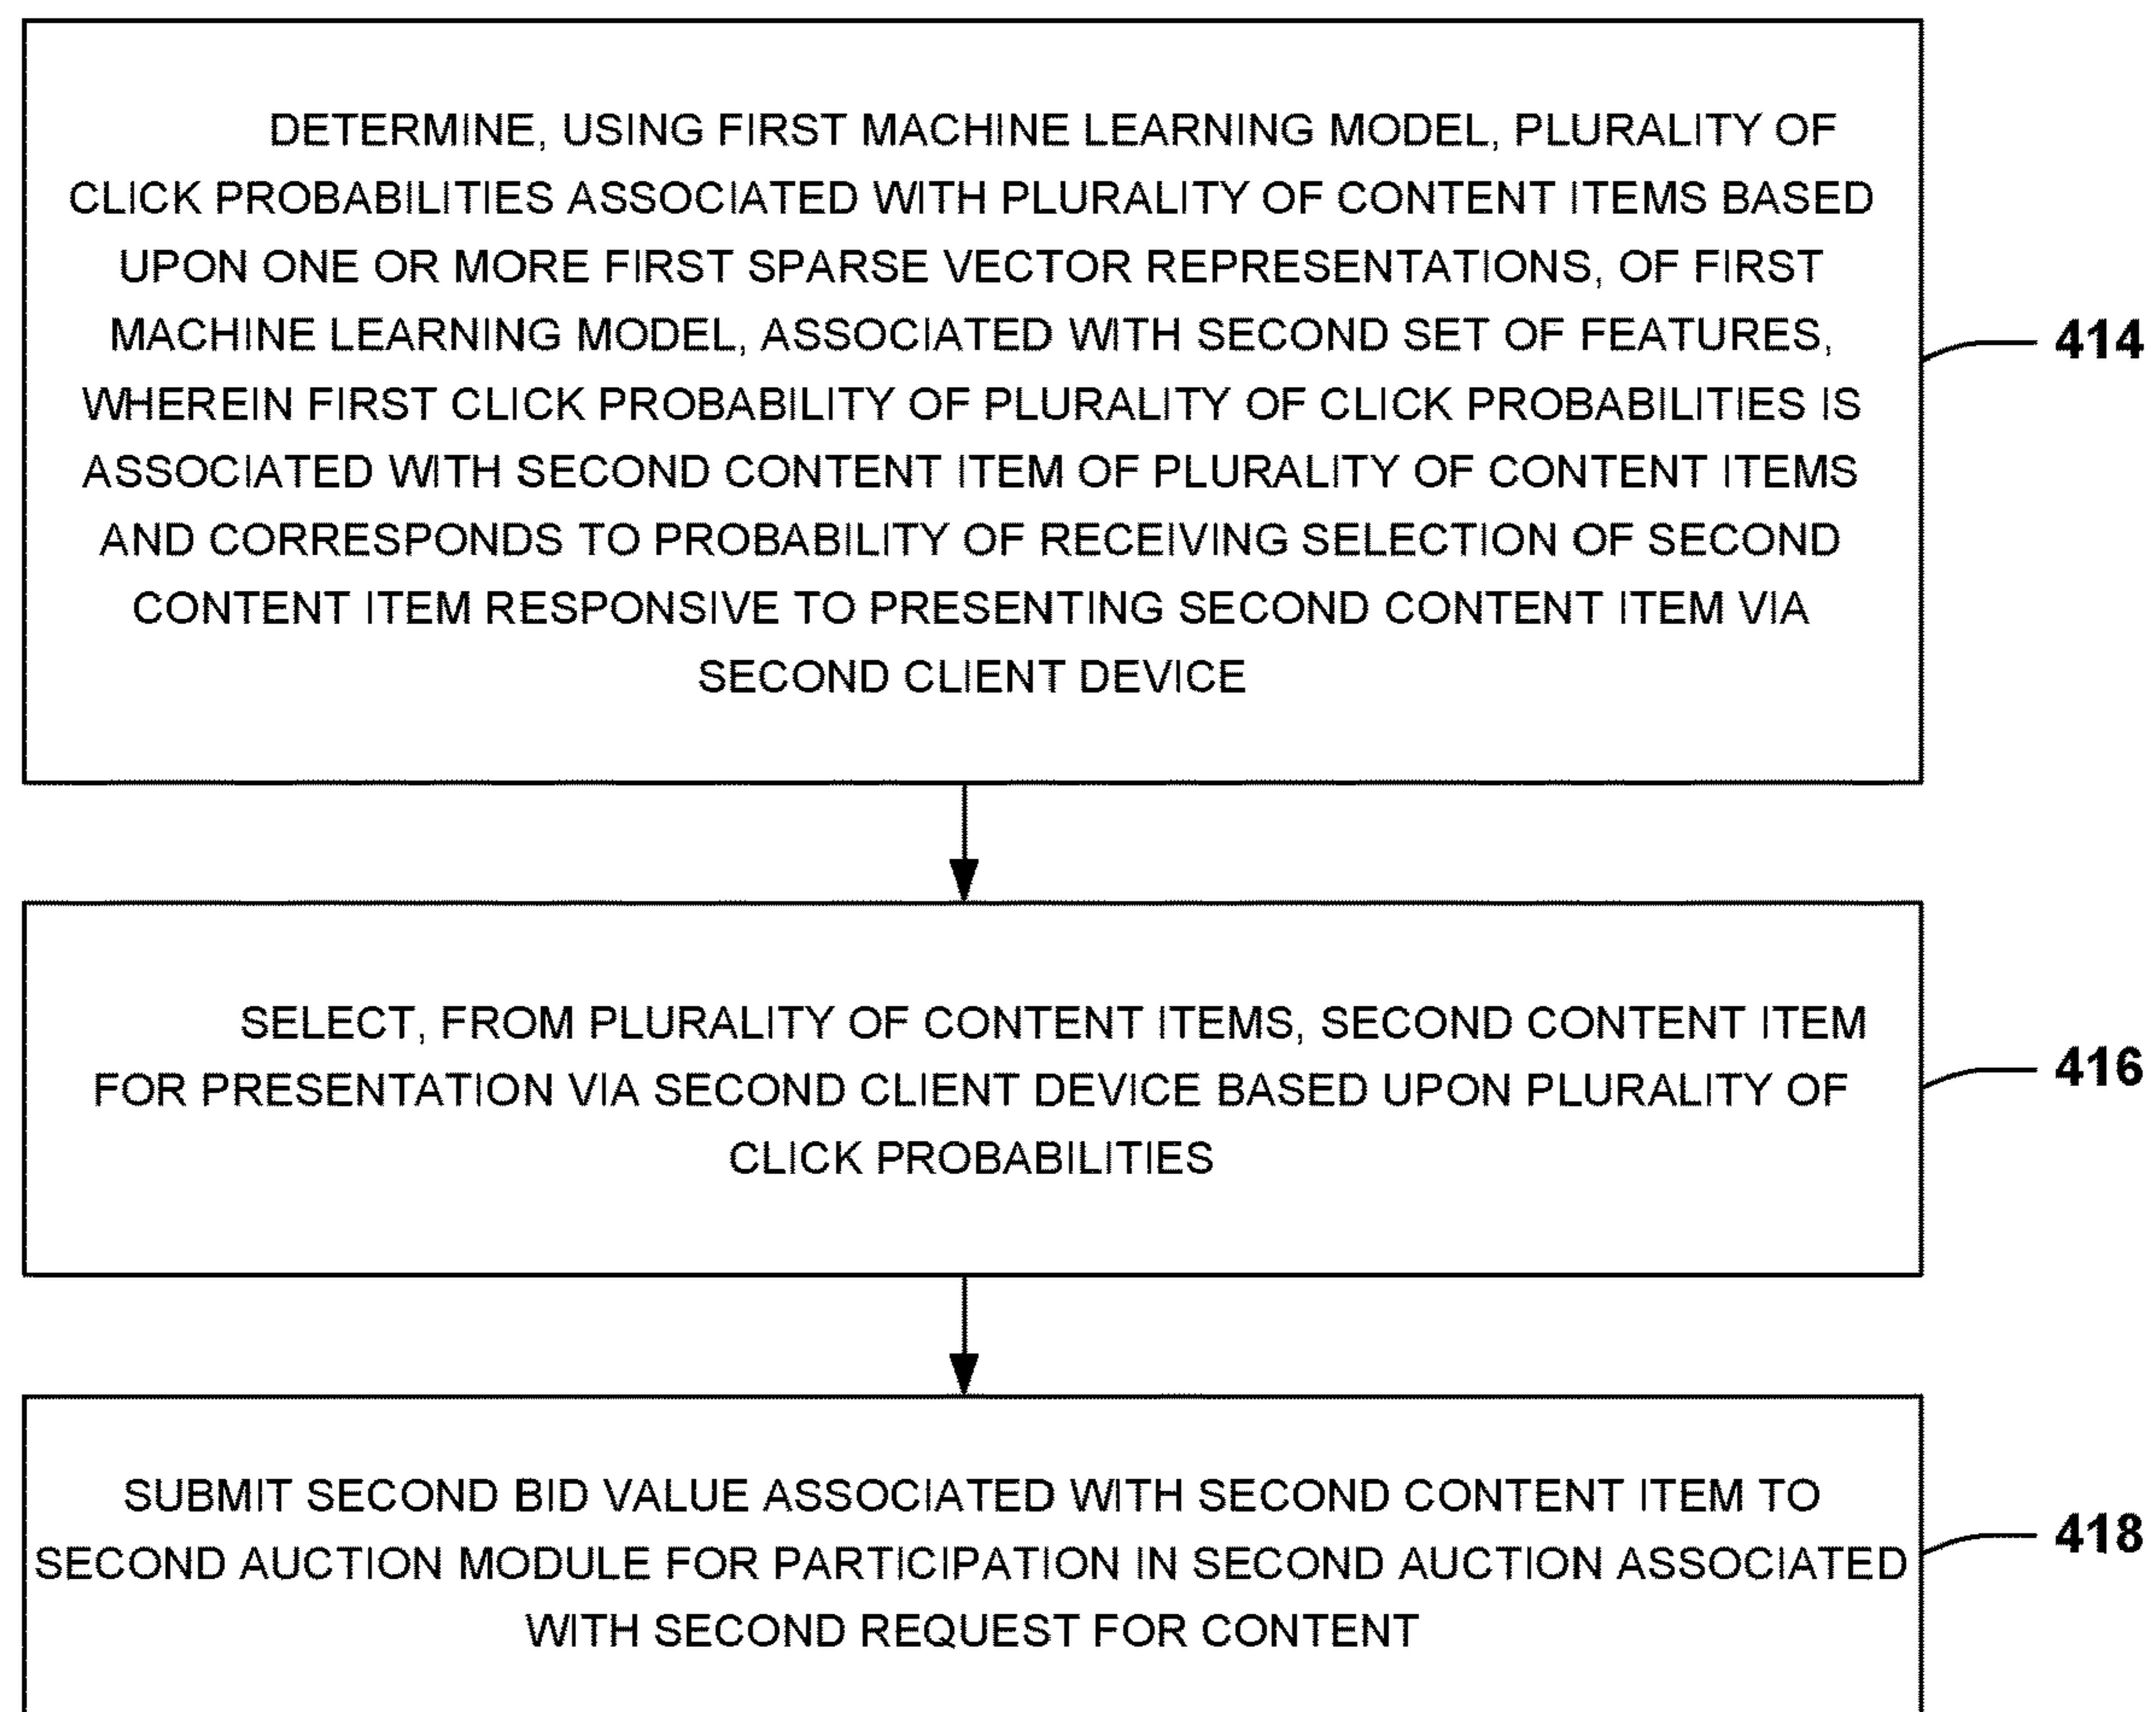 DETERMINE, USING FIRST MACHINE LEARNING MODEL, PLURALITY OF
CLICK PROBABILITIES ASSOCIATED WITH PLURALITY OF CONTENT ITEMS BASED
UPON ONE OR MORE FIRST SPARSE VECTOR REPRESENTATIONS, OF FIRST
MACHINE LEARNING MODEL, ASSOCIATED WITH SECOND SET OF FEATURES,
WHEREIN FIRST CLICK PROBABILITY OF PLURALITY OF CLICK PROBABILITIES IS
ASSOCIATED WITH SECOND CONTENT ITEM OF PLURALITY OF CONTENT ITEMS
AND CORRESPONDS TO PROBABILITY OF RECEIVING SELECTION OF SECOND
CONTENT ITEM RESPONSIVE TO PRESENTING SECOND CONTENT ITEM VIA
SECOND CLIENT DEVICE
414
SELECT, FROM PLURALITY OF CONTENT ITEMS, SECOND CONTENT ITEM
FOR PRESENTATION VIA SECOND CLIENT DEVICE BASED UPON PLURALITY OF
CLICK PROBABILITIES
416
SUBMIT SECOND BID VALUE ASSOCIATED WITH SECOND CONTENT ITEM TO
SECOND AUCTION MODULE FOR PARTICIPATION IN SECOND AUCTION ASSOCIATED
WITH SECOND REQUEST FOR CONTENT
418